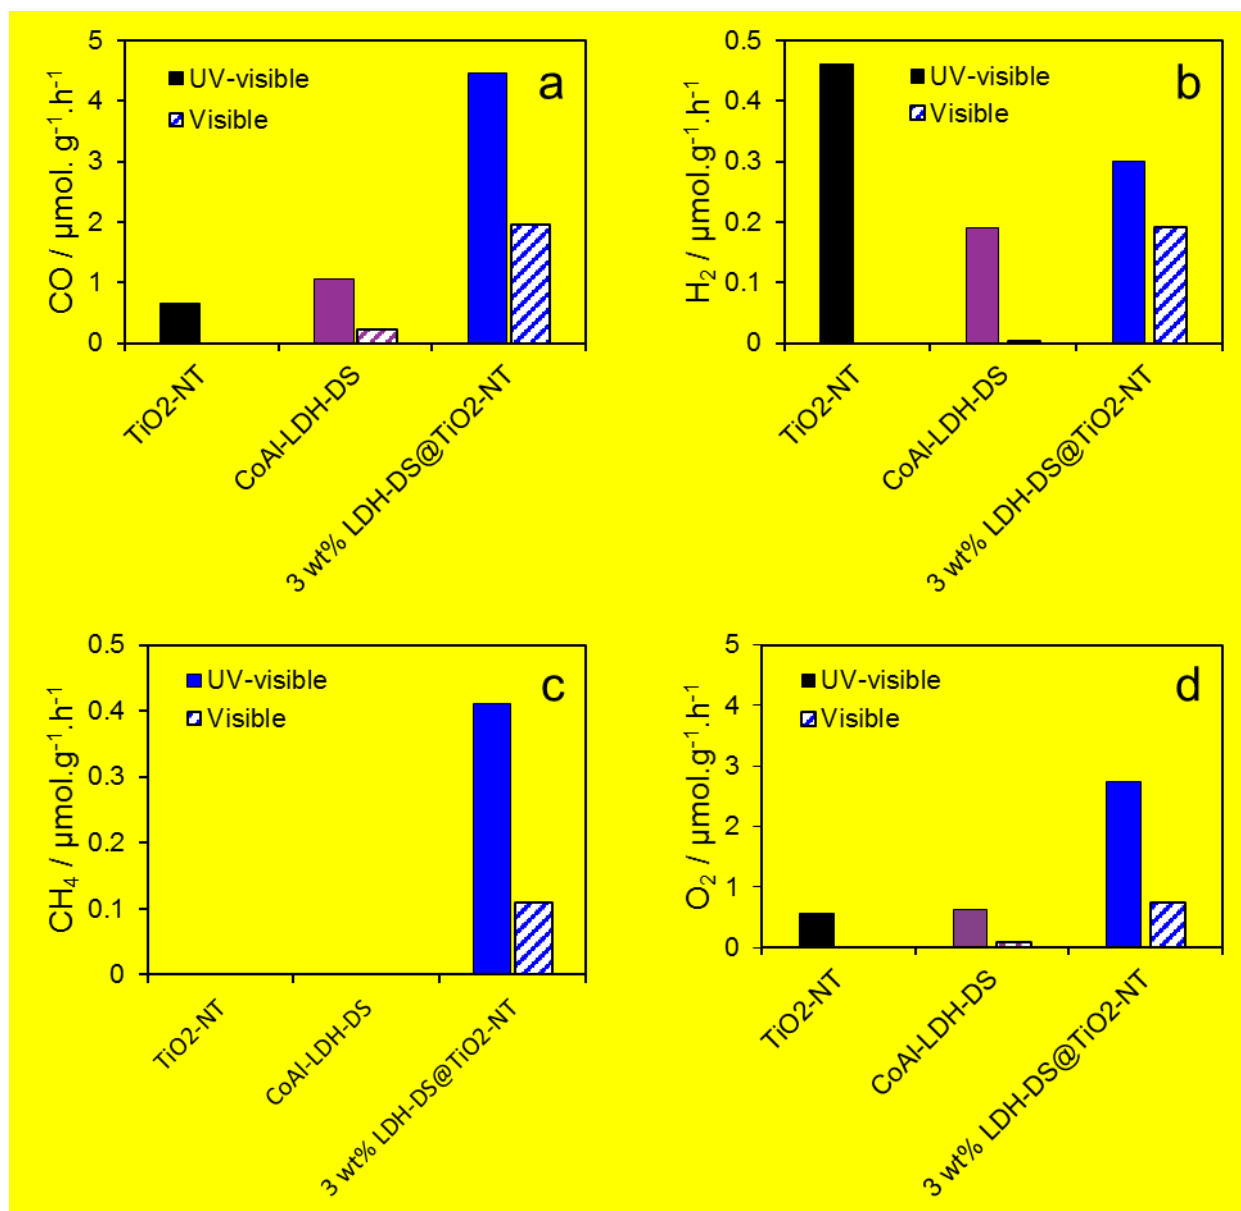 a
CO / μmol. g⁻¹.h⁻¹
5
4
3
2
1
0
UV-visible
Visible
TiO2-NT
CoAl-LDH-DS
3 wt% LDH-DS@TiO2-NT
b
H₂ / μmol.g⁻¹.h⁻¹
0.5
0.4
0.3
0.2
0.1
0
UV-visible
Visible
TiO2-NT
CoAl-LDH-DS
3 wt% LDH-DS@TiO2-NT
c
CH₄ / μmol.g⁻¹.h⁻¹
0.5
0.4
0.3
0.2
0.1
0
UV-visible
Visible
TiO2-NT
CoAl-LDH-DS
3 wt% LDH-DS@TiO2-NT
d
O₂ / μmol.g⁻¹.h⁻¹
5
4
3
2
1
0
UV-visible
Visible
TiO2-NT
CoAl-LDH-DS
3 wt% LDH-DS@TiO2-NT